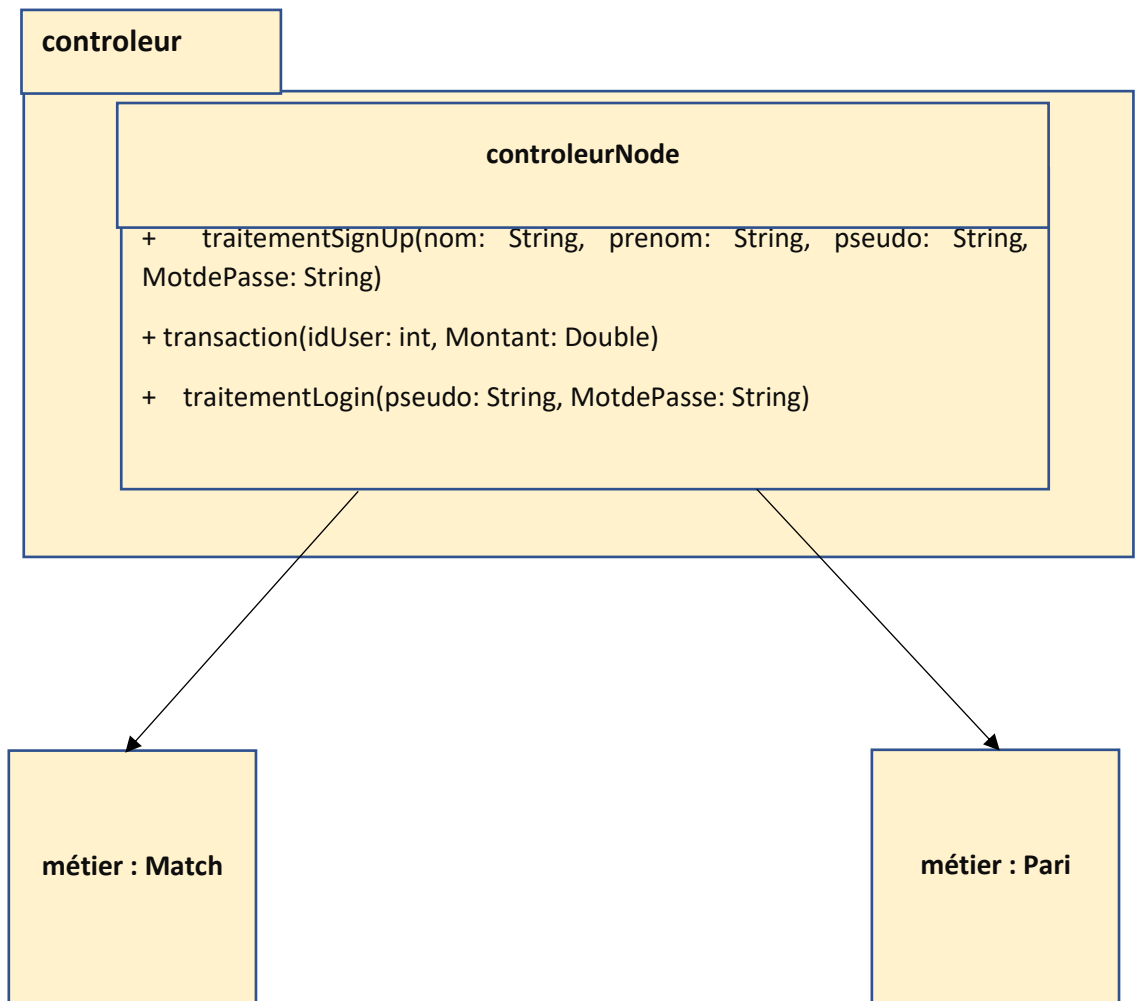 controleur
controleurNode
+ traitementSignUp(nom: String, prenom: String, pseudo: String,
MotdePasse: String)
+ transaction(idUser: int, Montant: Double)
+ traitementLogin(pseudo: String, MotdePasse: String)
métier : Match
métier : Pari